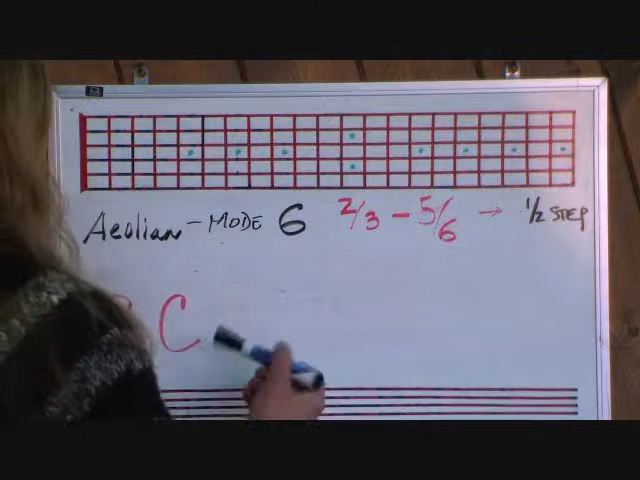 Aeolian - MODE 6 2/3 - 5/6 → 1/2 STEP
C